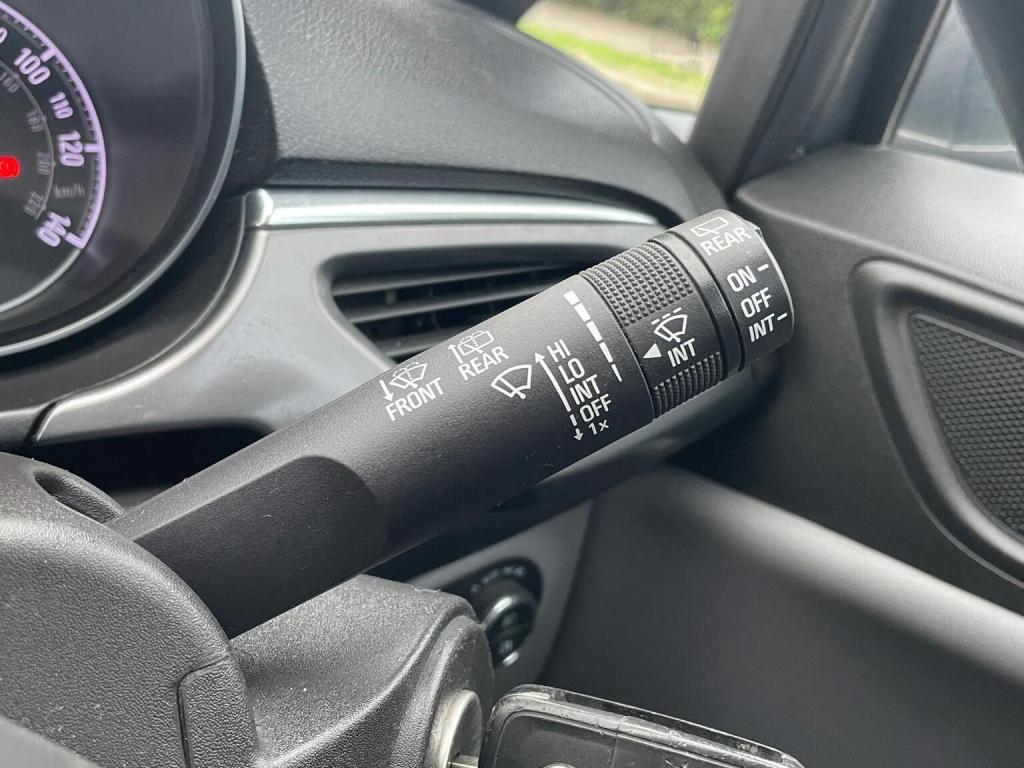 100
110
120
140
km/h
FRONT
REAR
HI
LO
INT
OFF
1x
INT
REAR
ON
OFF
INT